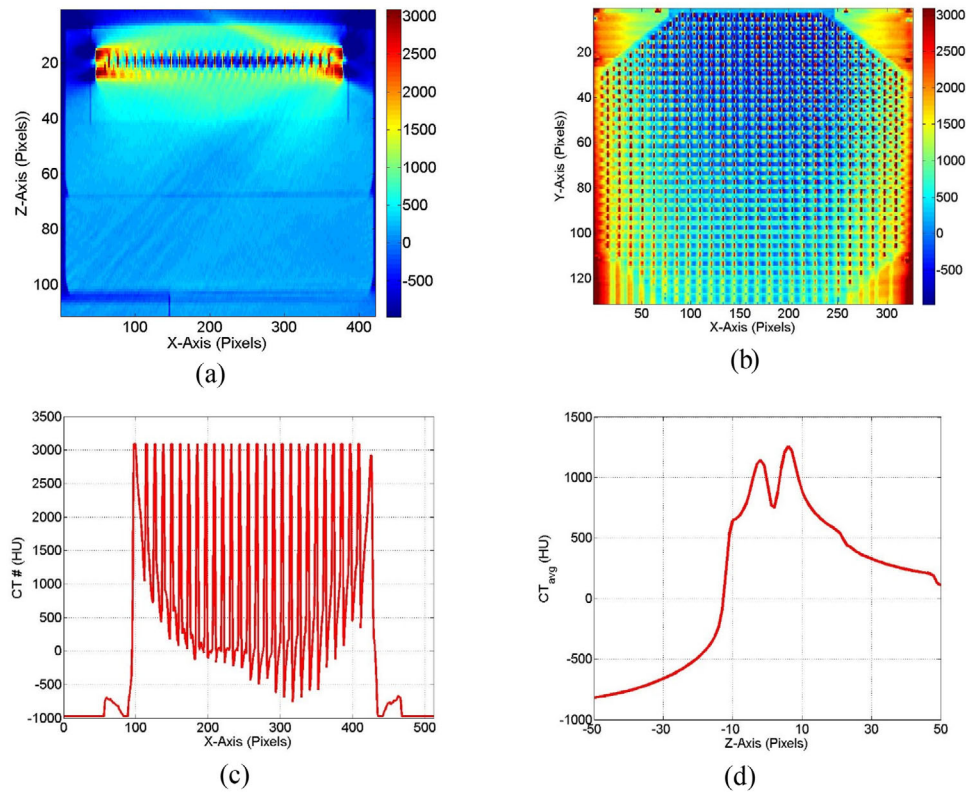 3000
2500
2000
1500
1000
500
0
-500
20
40
60
80
100
Z-Axis (Pixels))
100 200 300 400
X-Axis (Pixels)
(a)
3000
2500
2000
1500
1000
500
0
-500
20
40
60
80
100
120
Y-Axis (Pixels))
50 100 150 200 250 300
X-Axis (Pixels)
(b)
3500
3000
2500
2000
1500
1000
500
0
-500
-1000
CT # (HU)
0 100 200 300 400 500
X-Axis (Pixels)
(c)
1500
1000
500
0
-500
-1000
CTavg (HU)
-50 -30 -10 10 30 50
Z-Axis (Pixels)
(d)